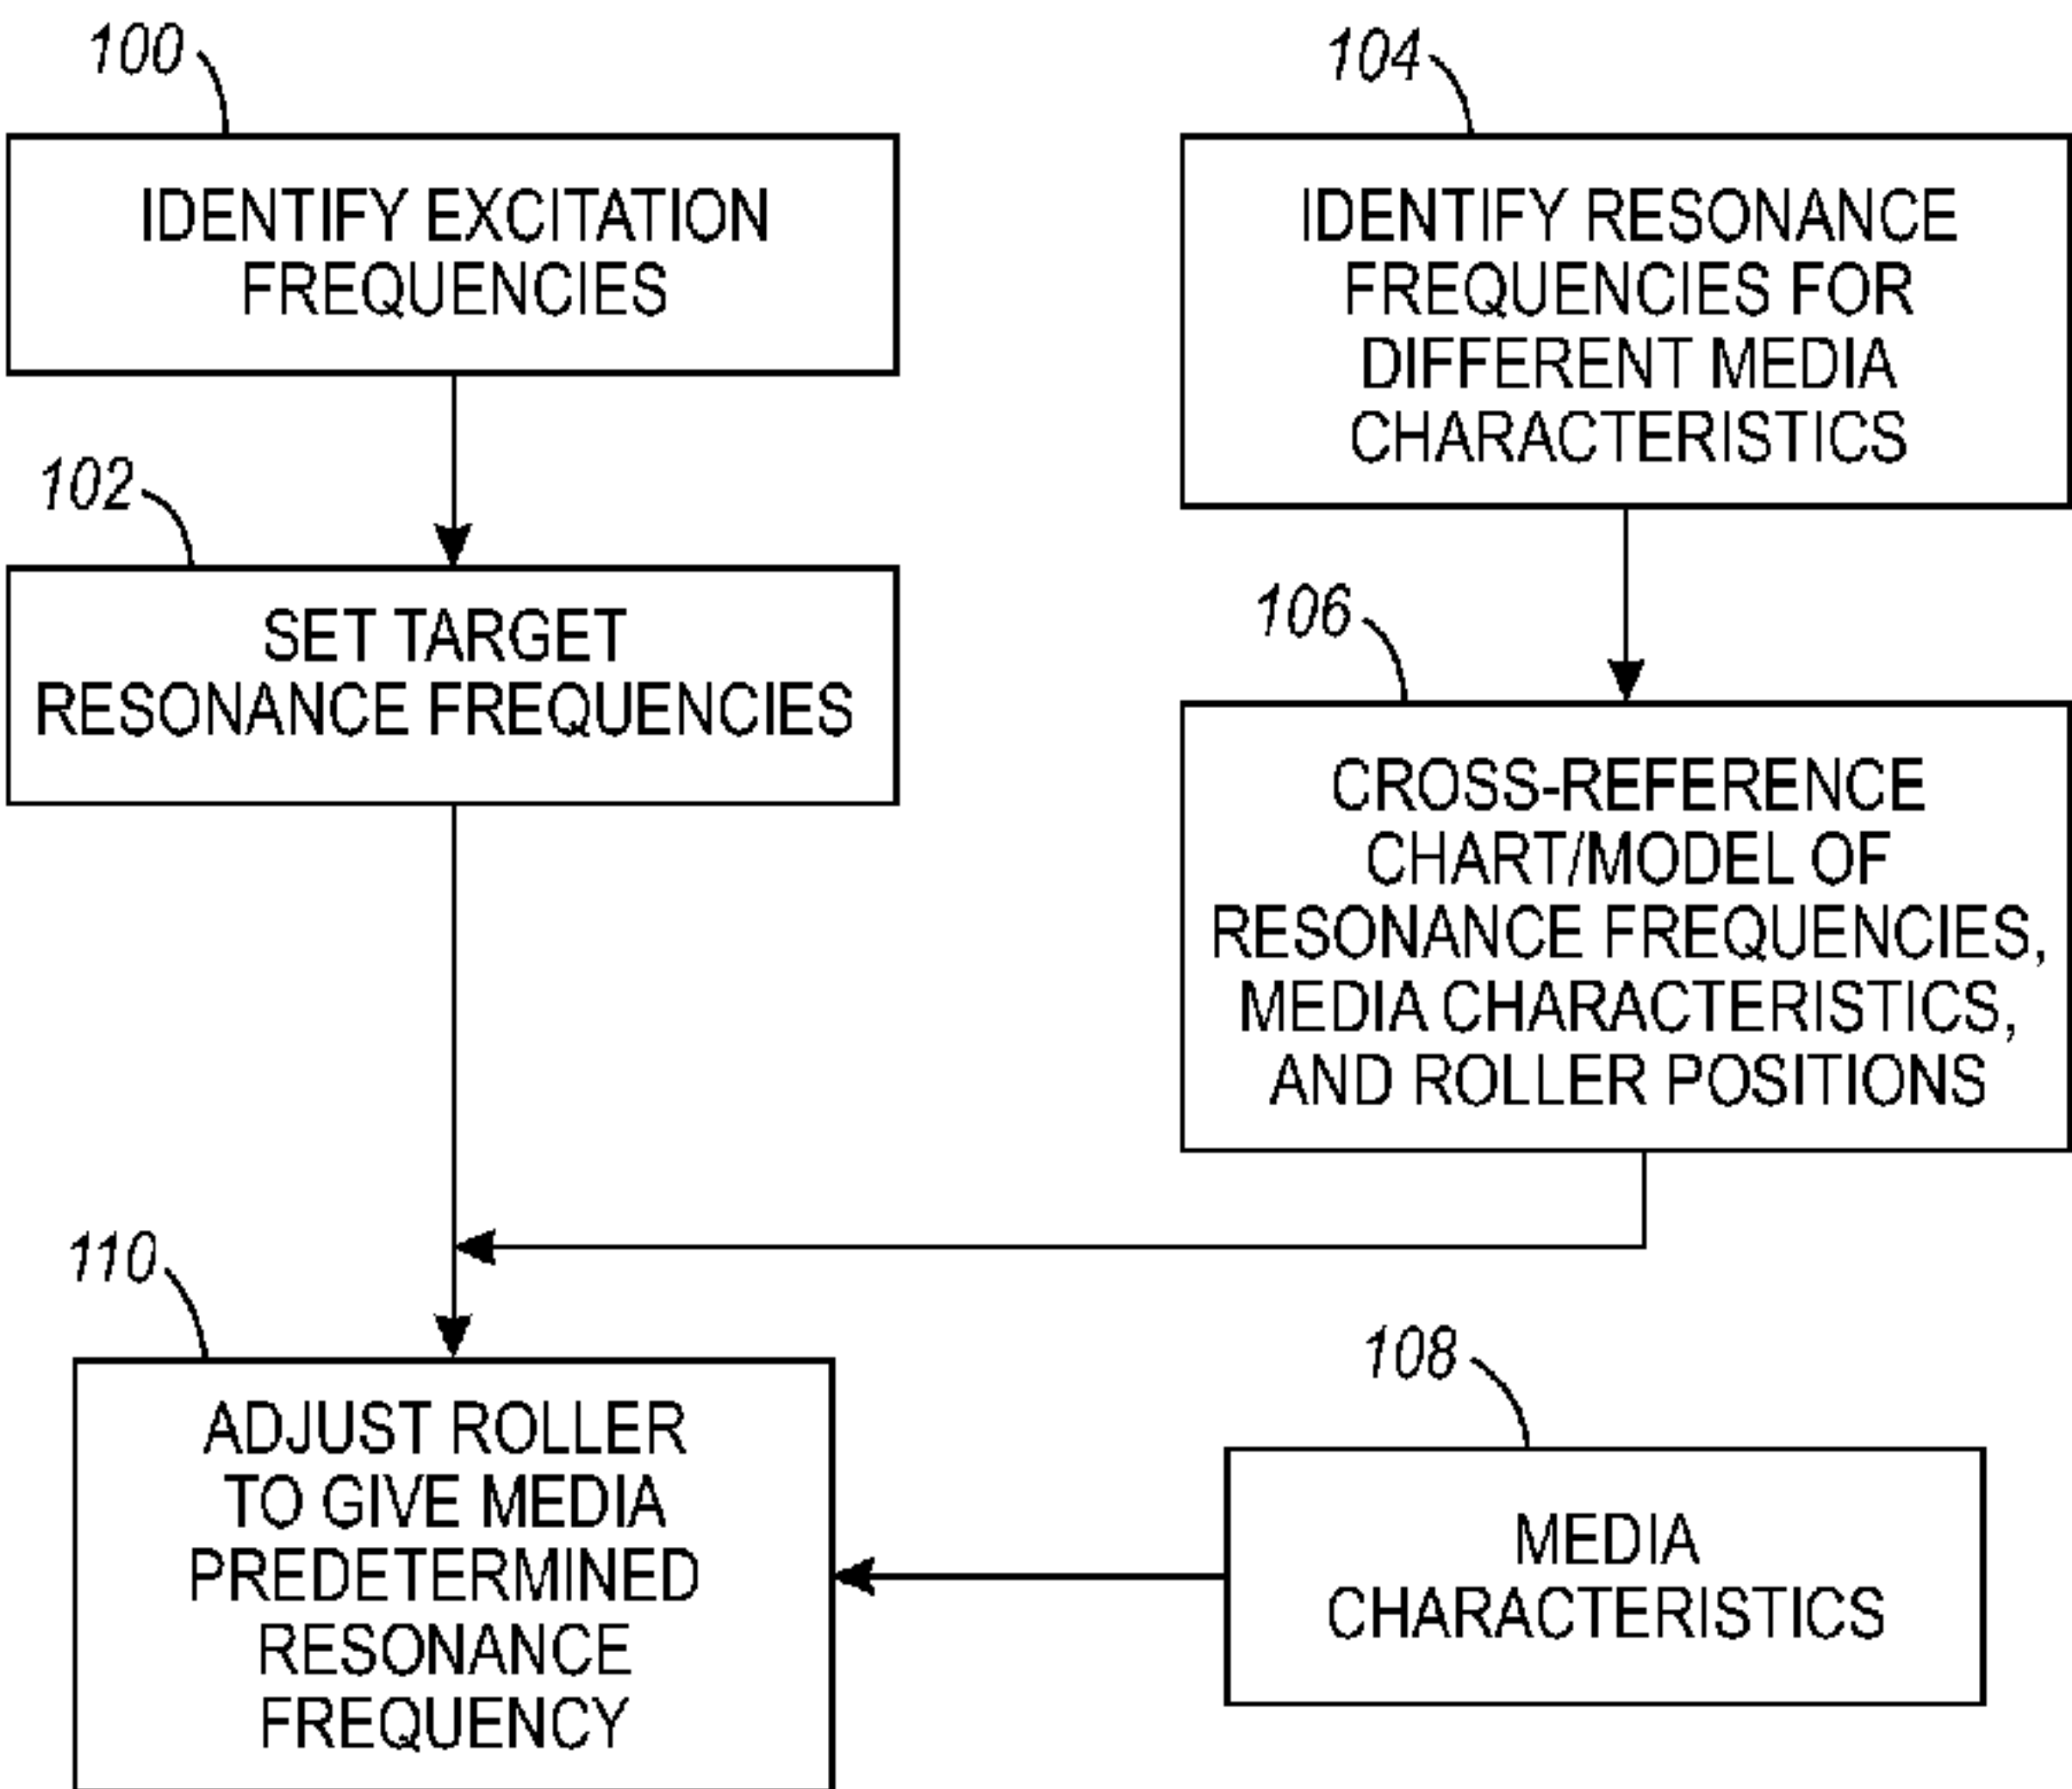 100
IDENTIFY EXCITATION
FREQUENCIES
102
SET TARGET
RESONANCE FREQUENCIES
104
IDENTIFY RESONANCE
FREQUENCIES FOR
DIFFERENT MEDIA
CHARACTERISTICS
106
CROSS-REFERENCE
CHART/MODEL OF
RESONANCE FREQUENCIES,
MEDIA CHARACTERISTICS,
AND ROLLER POSITIONS
110
ADJUST ROLLER
TO GIVE MEDIA
PREDETERMINED
RESONANCE
FREQUENCY
108
MEDIA
CHARACTERISTICS